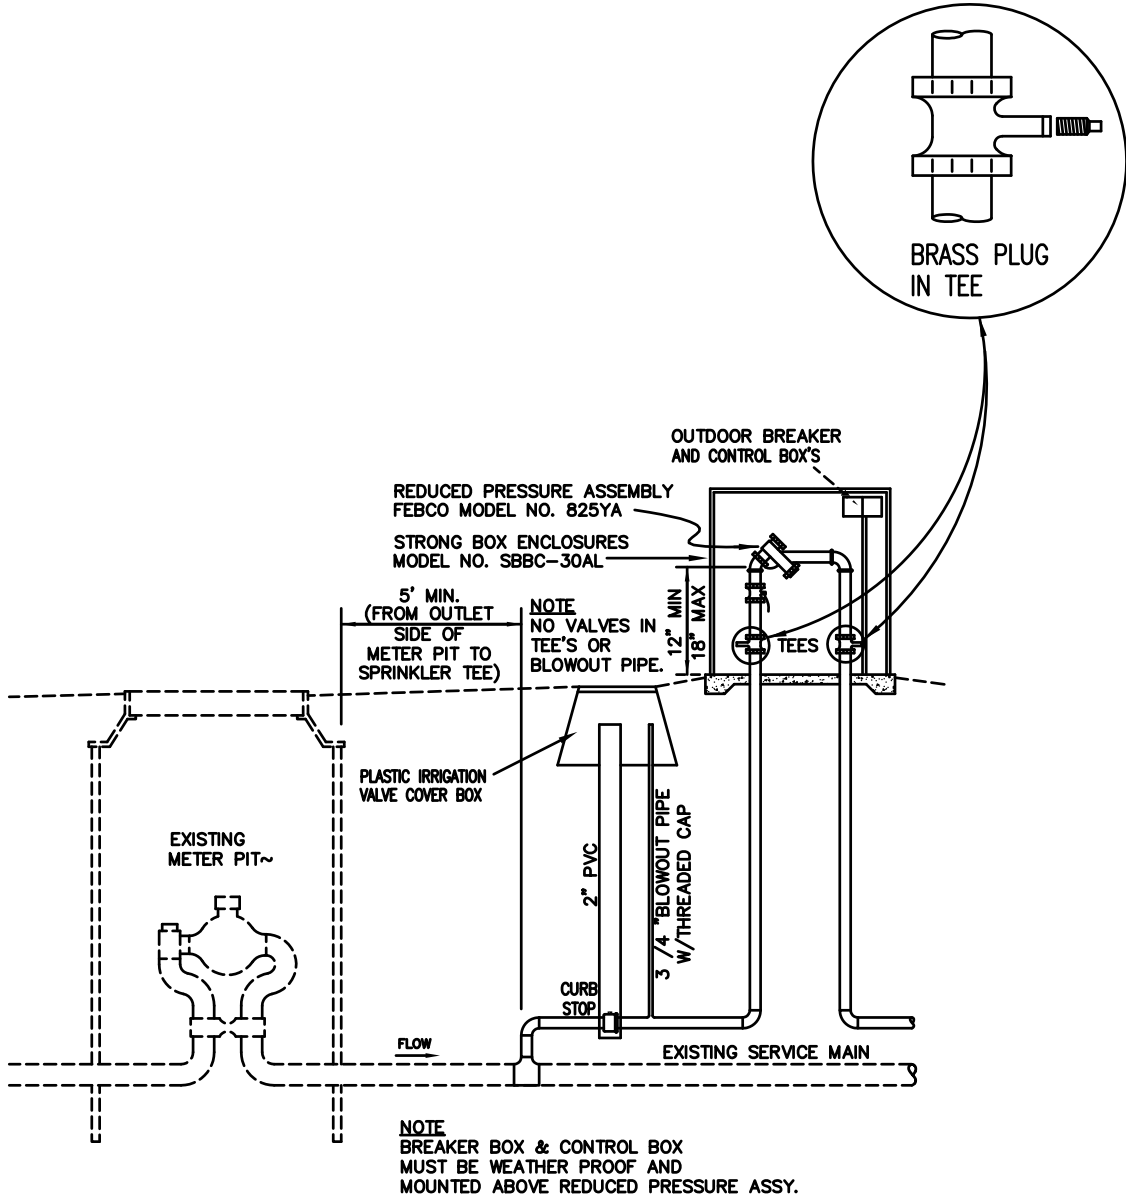 BRASS PLUG
IN TEE
OUTDOOR BREAKER
AND CONTROL BOX'S
REDUCED PRESSURE ASSEMBLY
FEBCO MODEL NO. 825YA
STRONG BOX ENCLOSURES
MODEL NO. SBBC-30AL
5' MIN.
(FROM OUTLET
SIDE OF
METER PIT TO
SPRINKLER TEE)
NOTE
NO VALVES IN
TEE'S OR
BLOWOUT PIPE.
12" MIN
18" MAX
TEES
PLASTIC IRRIGATION
VALVE COVER BOX
EXISTING
METER PIT~
2" PVC
3 /4 "BLOWOUT PIPE
W/THREADED CAP
CURB
STOP
FLOW
EXISTING SERVICE MAIN
NOTE
BREAKER BOX & CONTROL BOX
MUST BE WEATHER PROOF AND
MOUNTED ABOVE REDUCED PRESSURE ASSY.